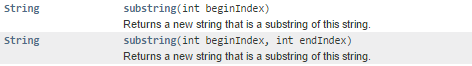 String substring(int beginIndex)
Returns a new string that is a substring of this string.
String substring(int beginIndex, int endIndex)
Returns a new string that is a substring of this string.